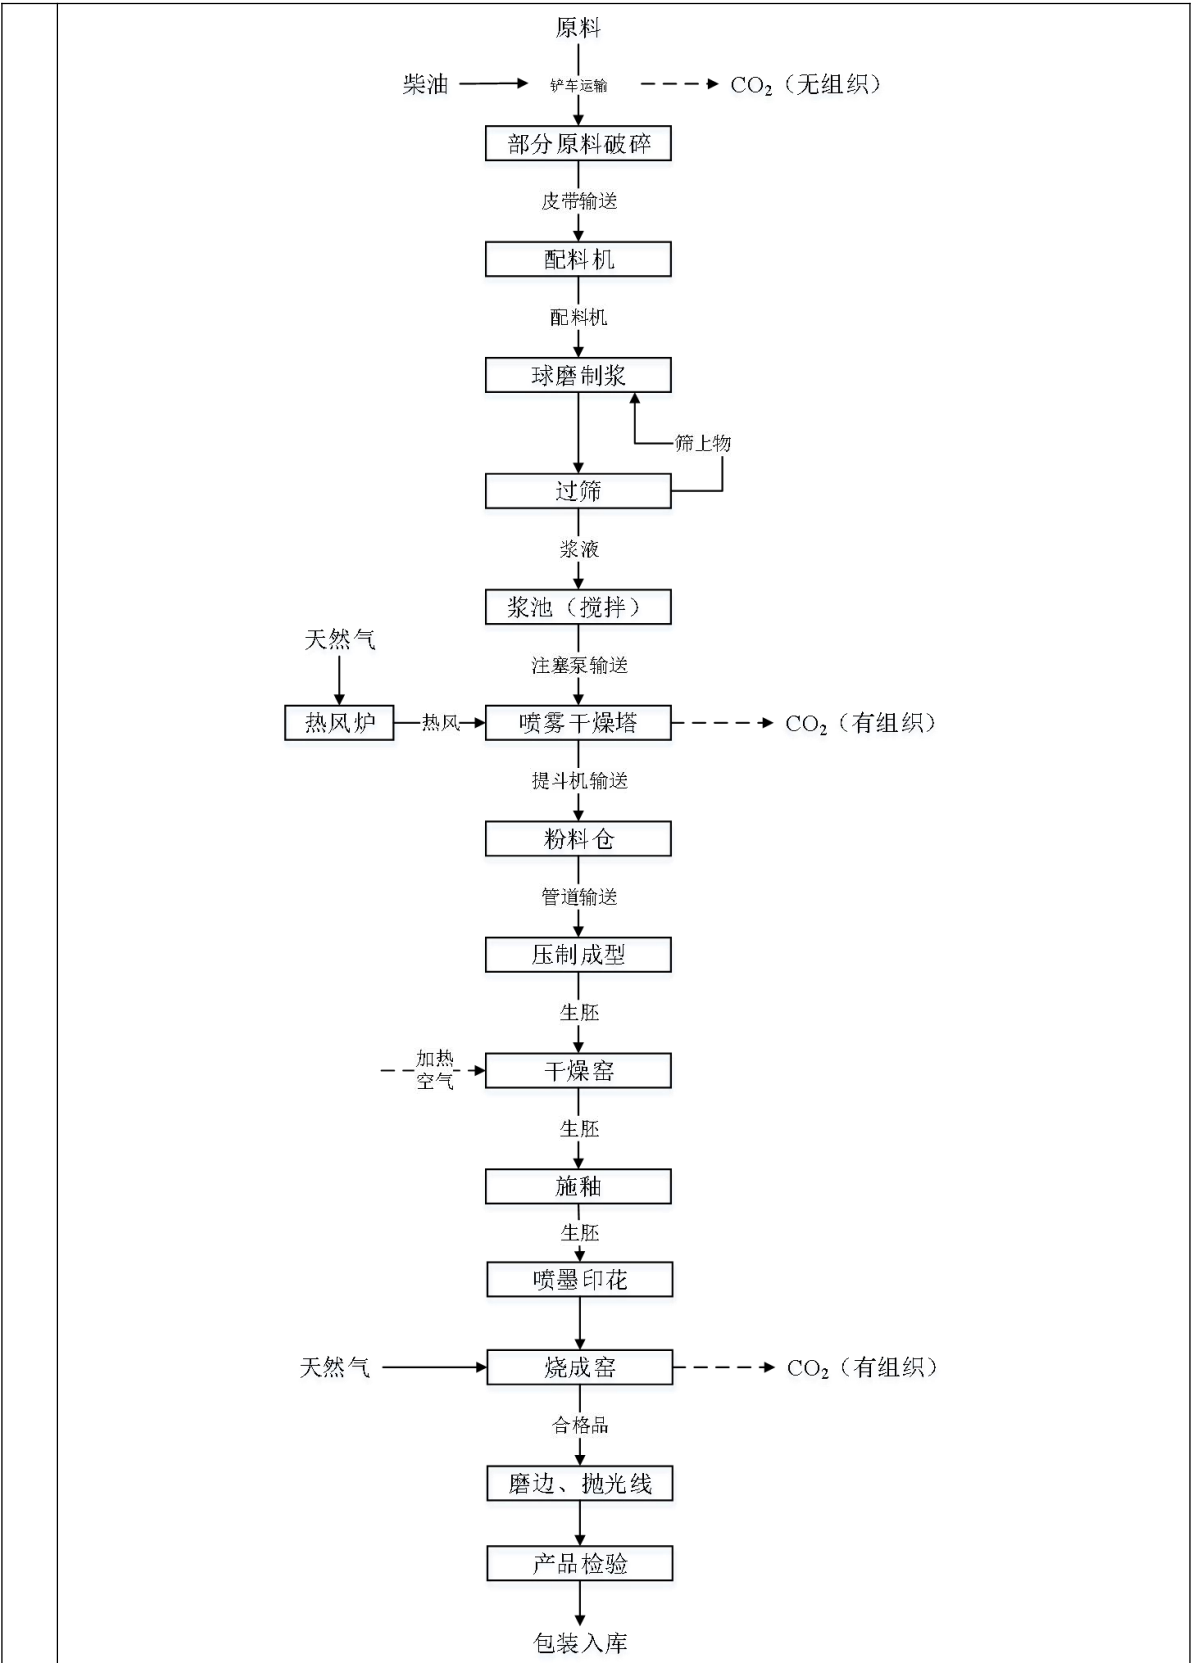 原料
柴油 铲车运输 CO₂（无组织）
部分原料破碎
皮带输送
配料机
配料机
球磨制浆
筛上物
过筛
浆液
浆池（搅拌）
天然气
注塞泵输送
热风炉 热风 喷雾干燥塔 CO₂（有组织）
提斗机输送
粉料仓
管道输送
压制成型
生胚
加热
空气
干燥窑
生胚
施釉
生胚
喷墨印花
天然气 烧成窑 CO₂（有组织）
合格品
磨边、抛光线
产品检验
包装入库